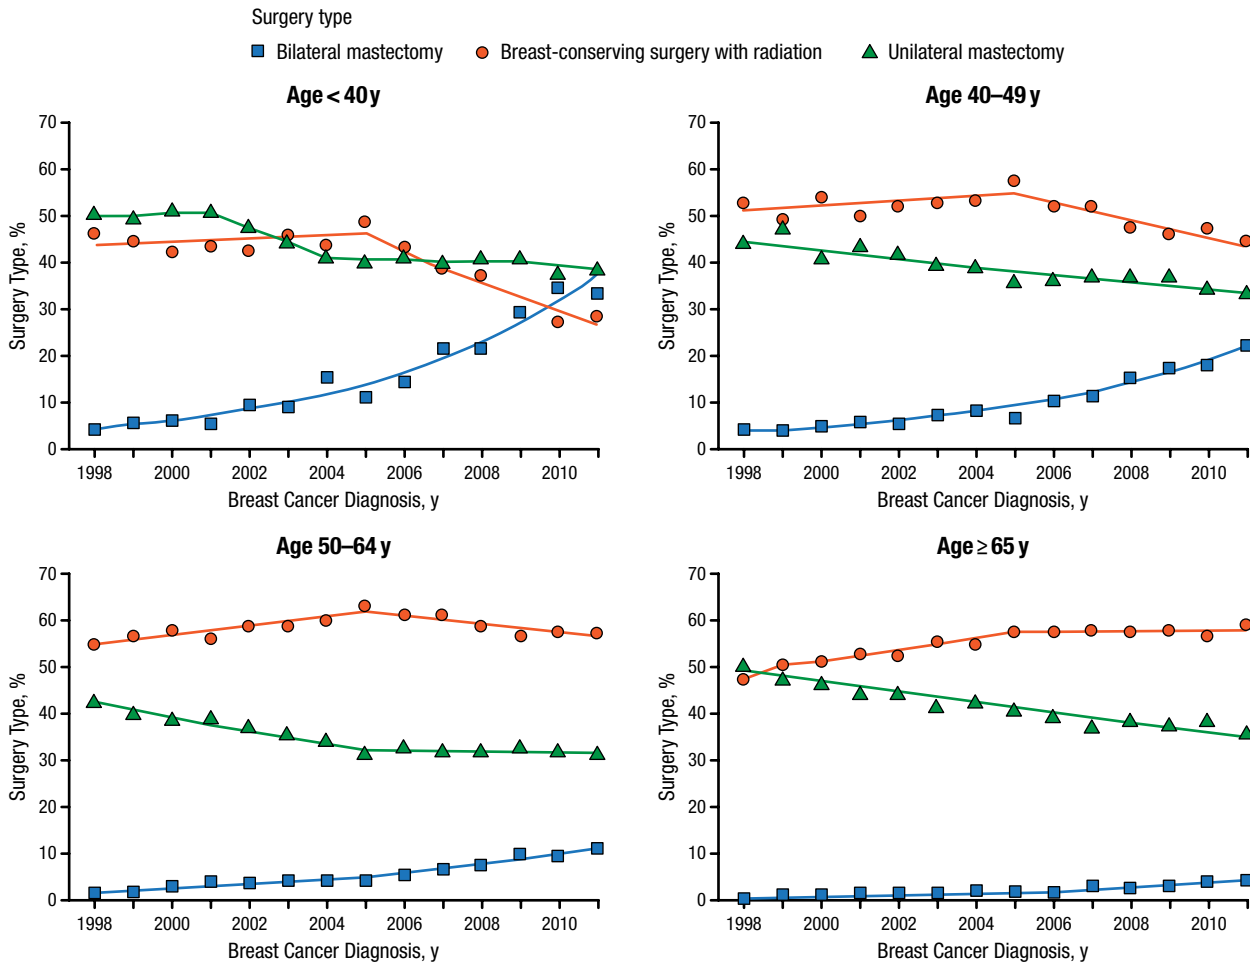 Surgery type
Bilateral mastectomy Breast-conserving surgery with radiation Unilateral mastectomy
Age < 40 y
70
60
50
40
30
20
10
0
Surgery Type, %
1998 2000 2002 2004 2006 2008 2010
Breast Cancer Diagnosis, y
Age 40–49 y
70
60
50
40
30
20
10
0
Surgery Type, %
1998 2000 2002 2004 2006 2008 2010
Breast Cancer Diagnosis, y
Age 50–64 y
70
60
50
40
30
20
10
0
Surgery Type, %
1998 2000 2002 2004 2006 2008 2010
Breast Cancer Diagnosis, y
Age ≥ 65 y
70
60
50
40
30
20
10
0
Surgery Type, %
1998 2000 2002 2004 2006 2008 2010
Breast Cancer Diagnosis, y